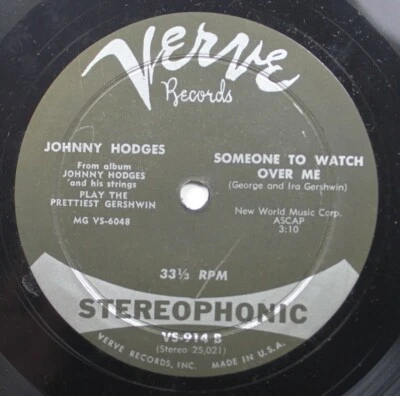 Verve
Records
JOHNNY HODGES
From album
JOHNNY HODGES
and his strings
PLAY THE
PRETTIEST GERSHWIN
MG VS-6048
SOMEONE TO WATCH
OVER ME
(George and Ira Gershwin)
New World Music Corp.
ASCAP
3:10
33⅓ RPM
STEREOPHONIC
VS-914 B
(Stereo 25,021)
VERVE RECORDS, INC. MADE IN U.S.A.